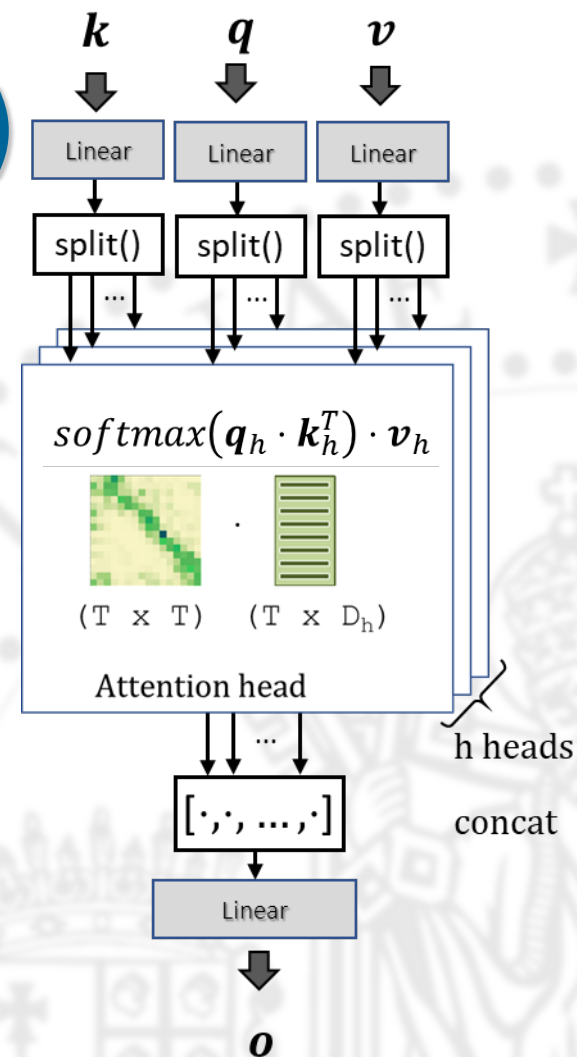 k q v
Linear Linear Linear
split() split() split()
... ... ...
softmax(q_h · k_h^T) · v_h
·
(T x T) (T x D_h)
Attention head
...
h heads
[·,·, ...,·] concat
Linear
o